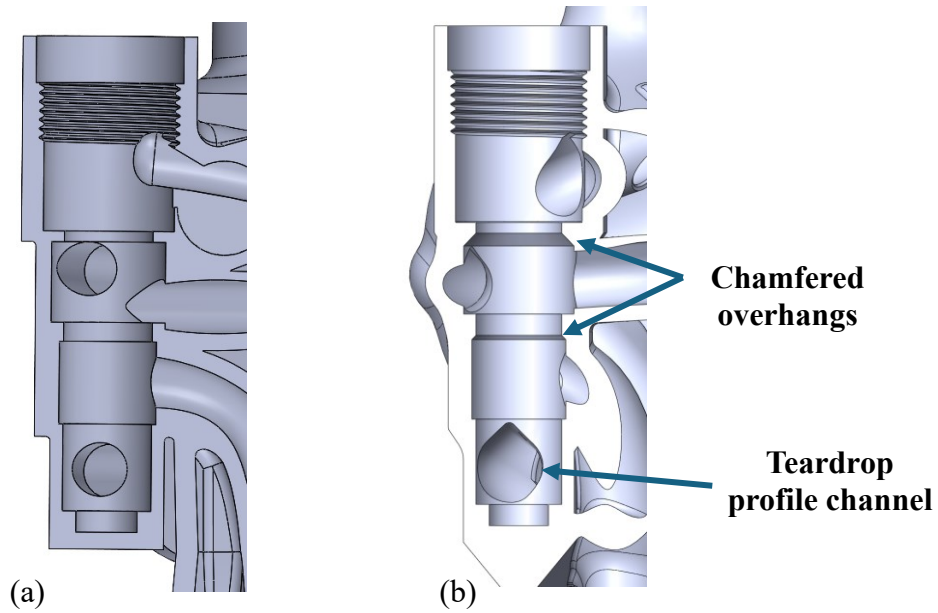 Chamfered
overhangs
Teardrop
profile channel
(a)
(b)